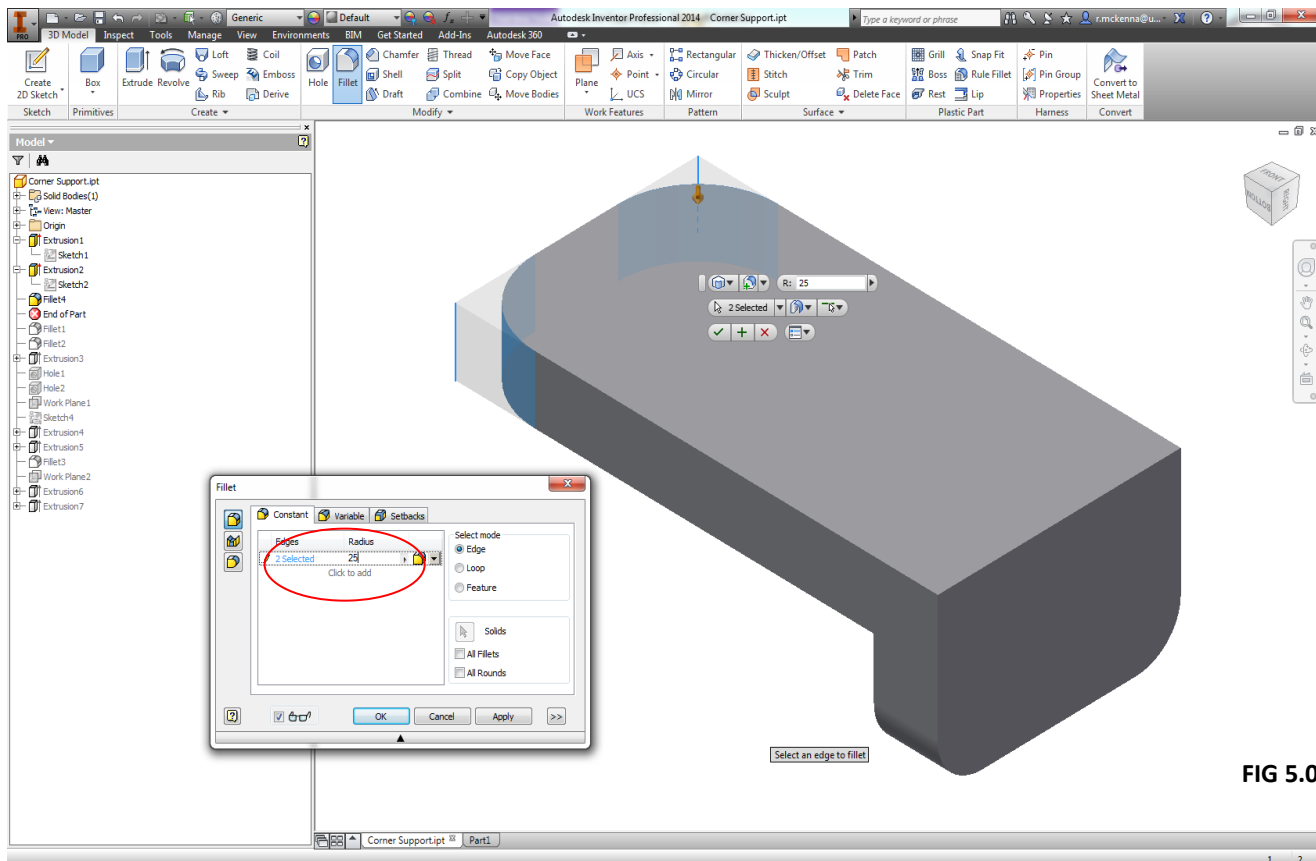 Generic Default Autodesk Inventor Professional 2014 Corner Support.ipt Type a keyword or phrase r.mckenna@u...
PRO 3D Model Inspect Tools Manage View Environments BIM Get Started Add-Ins Autodesk 360
Create
2D Sketch
Box
Extrude Revolve
Loft
Sweep
Rib
Coil
Emboss
Derive
Hole Fillet
Chamfer
Shell
Draft
Thread
Split
Combine
Move Face
Copy Object
Move Bodies
Plane
Axis
Point
UCS
Rectangular
Circular
Mirror
Thicken/Offset
Stitch
Sculpt
Patch
Trim
Delete Face
Grill
Boss
Rest
Snap Fit
Rule Fillet
Lip
Pin
Pin Group
Properties
Convert to
Sheet Metal
Sketch Primitives Create Modify Work Features Pattern Surface Plastic Part Harness Convert
Model
Corner Support.ipt
Solid Bodies(1)
View: Master
Origin
Extrusion1
Sketch1
Extrusion2
Sketch2
Fillet4
End of Part
Fillet1
Fillet2
Extrusion3
Hole1
Hole2
Work Plane1
Sketch4
Extrusion4
Extrusion5
Fillet3
Work Plane2
Extrusion6
Extrusion7
FRONT
RIGHT
BOTTOM
R: 25
2 Selected
Fillet
Constant Variable Setbacks
Edges Radius
2 Selected 25
Click to add
Select mode
Edge
Loop
Feature
Solids
All Fillets
All Rounds
OK Cancel Apply >>
Select an edge to fillet
FIG 5.0
Corner Support.ipt Part1
1 2